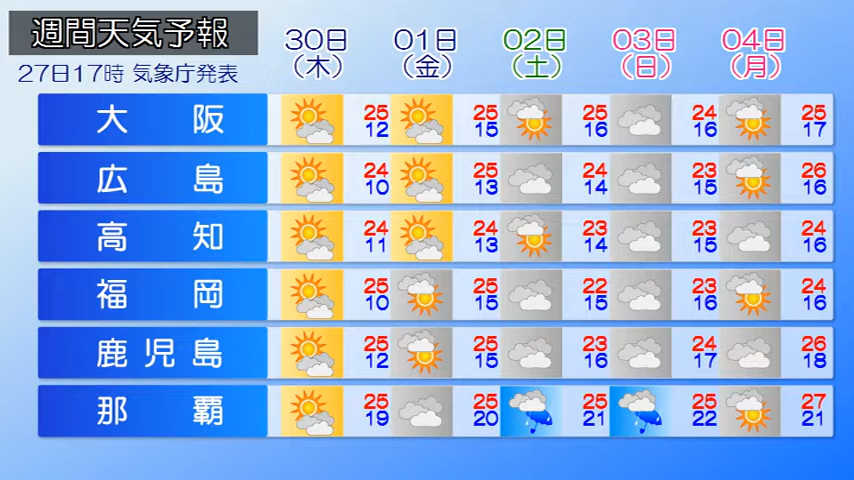 週間天気予報
27日17時 気象庁発表
30日 01日 02日 03日 04日
(木) (金) (土) (日) (月)
大阪 25 25 25 24 25
12 15 16 16 17
広島 24 25 24 23 26
10 13 14 15 16
高知 24 24 23 23 24
11 13 14 15 16
福岡 25 25 22 23 24
10 15 15 16 16
鹿児島 25 25 23 24 26
12 15 16 17 18
那覇 25 25 25 25 27
19 20 21 22 21